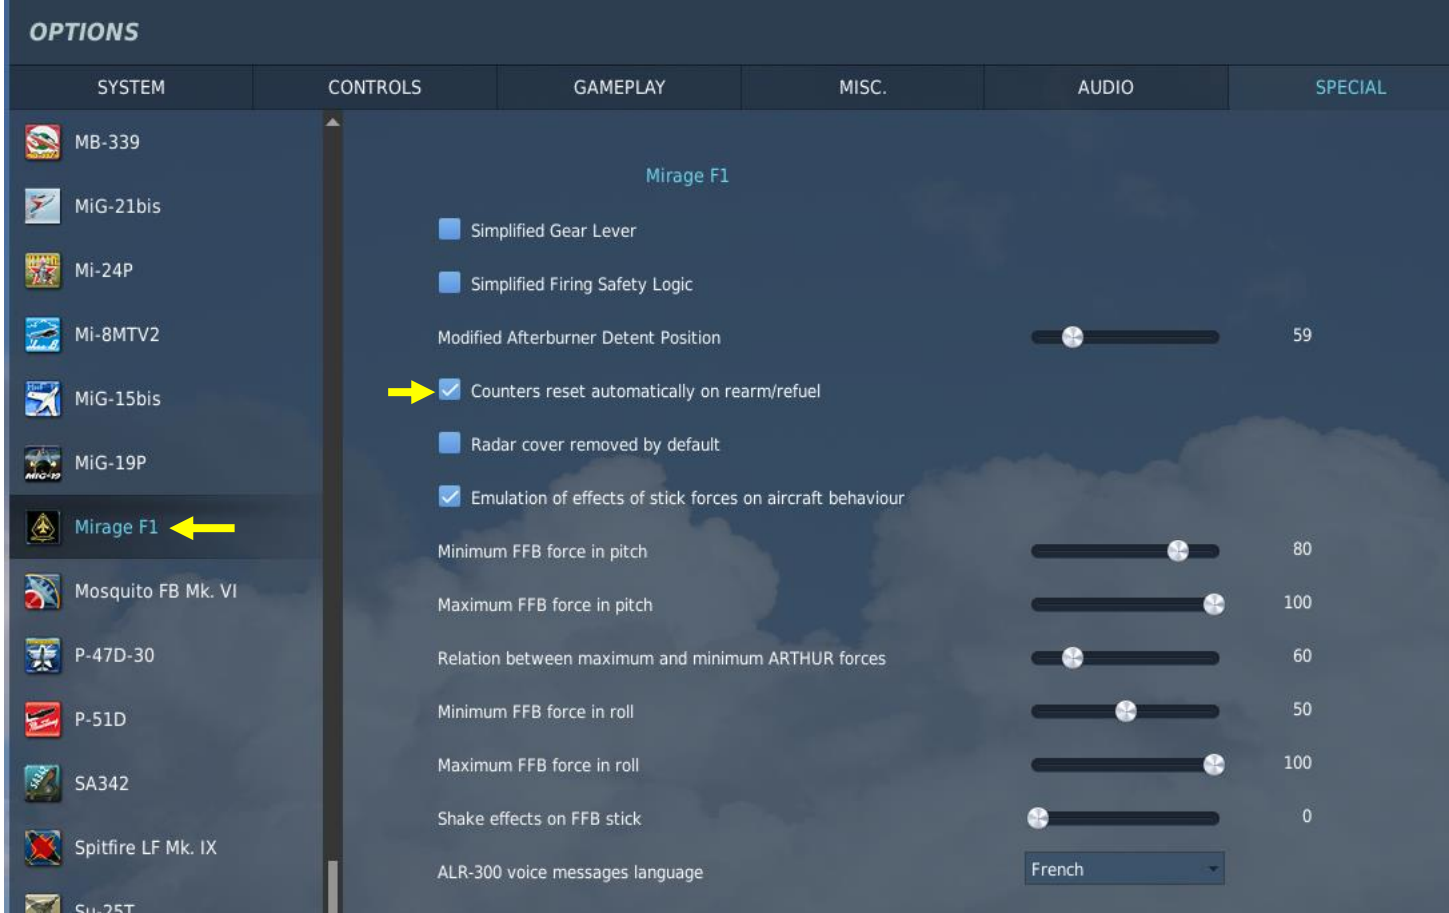 OPTIONS
SYSTEM CONTROLS GAMEPLAY MISC. AUDIO SPECIAL
MB-339
MiG-21bis
Mi-24P
Mi-8MTV2
MiG-15bis
MiG-19P
Mirage F1
Mosquito FB Mk. VI
P-47D-30
P-51D
SA342
Spitfire LF Mk. IX
Su-25T
Mirage F1
Simplified Gear Lever
Simplified Firing Safety Logic
Modified Afterburner Detent Position 59
Counters reset automatically on rearm/refuel
Radar cover removed by default
Emulation of effects of stick forces on aircraft behaviour
Minimum FFB force in pitch 80
Maximum FFB force in pitch 100
Relation between maximum and minimum ARTHUR forces 60
Minimum FFB force in roll 50
Maximum FFB force in roll 100
Shake effects on FFB stick 0
ALR-300 voice messages language French